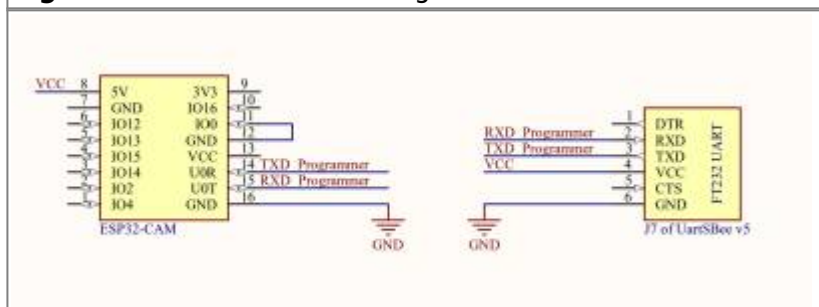 VCC 8 5V 3V3 9
7 GND IO16 10
6 IO12 IO0 11
5 IO13 GND 12
4 IO15 VCC 13
3 IO14 U0R 14 TXD Programmer
2 IO2 U0T 15 RXD Programmer
1 IO4 GND 16
ESP32-CAM
GND
1 DTR
RXD Programmer 2 RXD
TXD Programmer 3 TXD
VCC 4 VCC
5 CTS
6 GND
FT232 UART
GND
J7 of UartSBee v5